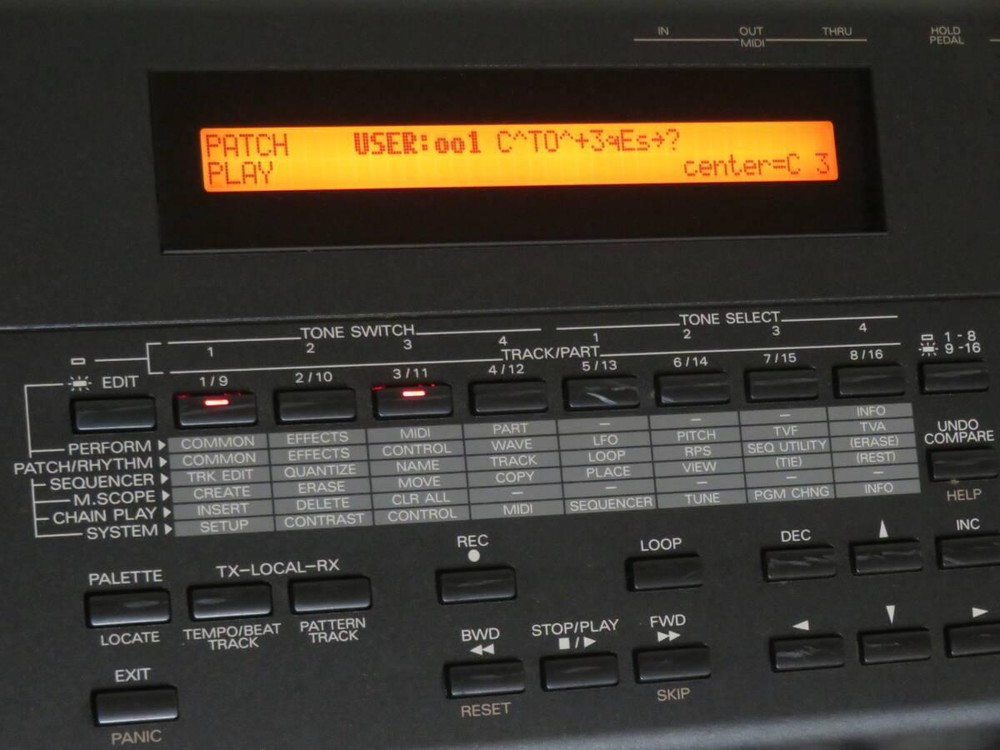 IN OUT THRU
MIDI
HOLD
PEDAL
PATCH USER:001 C^TO^+3qEs→?
PLAY center=C 3
TONE SWITCH
1 2 3 4
TONE SELECT
1 2 3 4
TRACK/PART
EDIT
1/9 2/10 3/11 4/12 5/13 6/14 7/15 8/16
1-8
9-16
PERFORM ▶ COMMON EFFECTS MIDI PART – – – INFO
PATCH/RHYTHM ▶ COMMON EFFECTS CONTROL WAVE LFO PITCH TVF TVA
SEQUENCER ▶ TRK EDIT QUANTIZE NAME TRACK LOOP RPS SEQ UTILITY (ERASE)
M.SCOPE ▶ CREATE ERASE MOVE COPY PLACE VIEW (TIE) (REST)
CHAIN PLAY ▶ INSERT DELETE CLR ALL – – – – –
SYSTEM ▶ SETUP CONTRAST CONTROL MIDI SEQUENCER TUNE PGM CHNG INFO
UNDO
COMPARE
HELP
PALETTE
LOCATE
TX–LOCAL–RX
TEMPO/BEAT
TRACK
PATTERN
TRACK
REC
●
LOOP
DEC ▲ INC
BWD
◀◀
RESET
STOP/PLAY
■/▶
FWD
▶▶
SKIP
◀ ▼ ▶
EXIT
PANIC